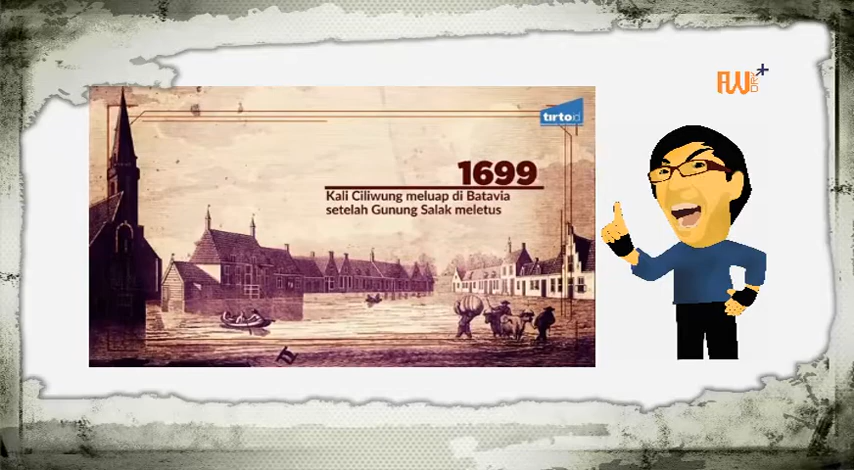 tirto.id
1699
Kali Ciliwung meluap di Batavia
setelah Gunung Salak meletus